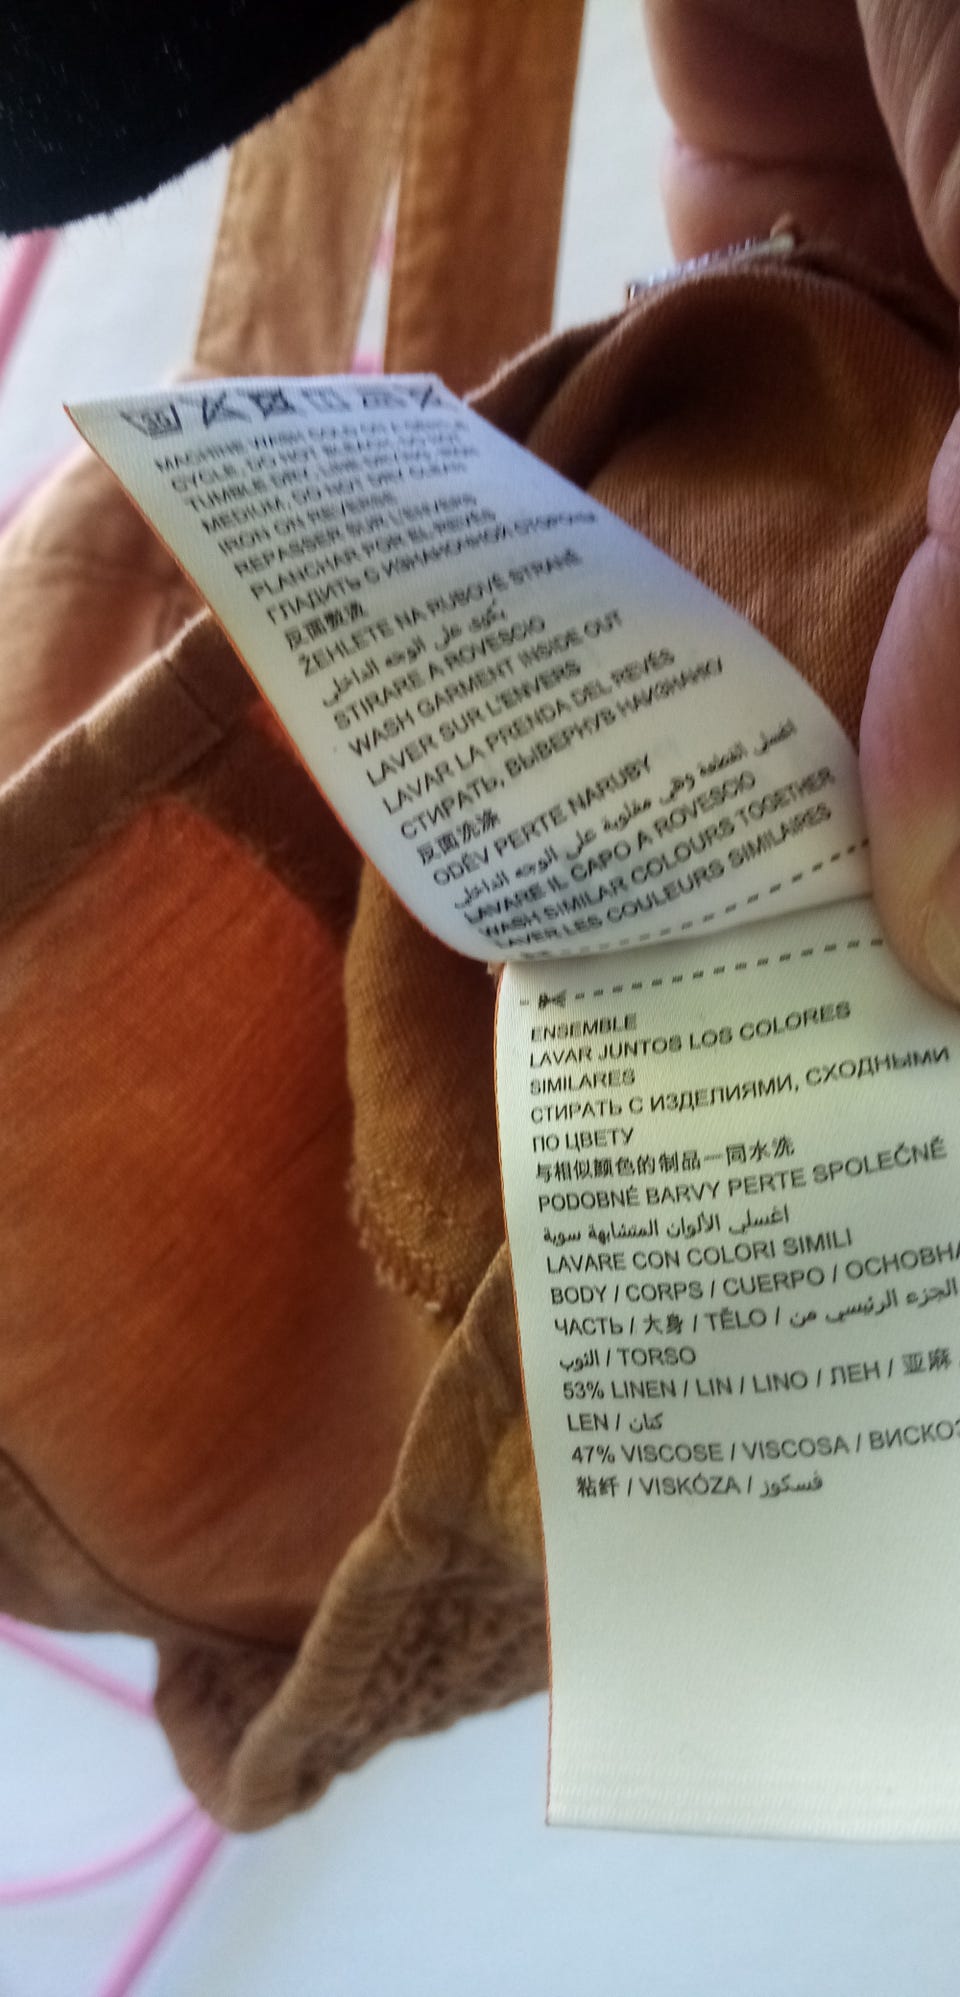 30
MACHINE WASH COLD ON A GENTLE
CYCLE, DO NOT BLEACH, DO NOT
TUMBLE DRY, LINE DRYING, IRON
MEDIUM, DO NOT DRY CLEAN
IRON ON REVERSE
REPASSER SUR L'ENVERS
PLANCHAR POR EL REVÉS
ГЛАДИТЬ С ИЗНАНОЧНОЙ СТОРОНЫ
反面熨烫
ŽEHLETE NA RUBOVÉ STRANĚ
يُكوى على الوجه الداخلي
STIRARE A ROVESCIO
WASH GARMENT INSIDE OUT
LAVER SUR L'ENVERS
LAVAR LA PRENDA DEL REVÉS
СТИРАТЬ, ВЫВЕРНУВ НАИЗНАНКУ
反面洗涤
ODĚV PERTE NARUBY
اغسلي القطعة وهي مقلوبة على الوجه الداخلي
LAVARE IL CAPO A ROVESCIO
WASH SIMILAR COLOURS TOGETHER
LAVER LES COULEURS SIMILAIRES
ENSEMBLE
LAVAR JUNTOS LOS COLORES
SIMILARES
СТИРАТЬ С ИЗДЕЛИЯМИ, СХОДНЫМИ
ПО ЦВЕТУ
与相似颜色的制品一同水洗
PODOBNÉ BARVY PERTE SPOLEČNĚ
اغسلي الألوان المتشابهة سوية
LAVARE CON COLORI SIMILI
BODY / CORPS / CUERPO / ОСНОВНА
ЧАСТЬ / 大身 / TĚLO / الجزء الرئيسي من
الثوب / TORSO
53% LINEN / LIN / LINO / ЛЕН / 亚麻
LEN / كتان
47% VISCOSE / VISCOSA / ВИСКОЗ
粘纤 / VISKÓZA / فسكوز